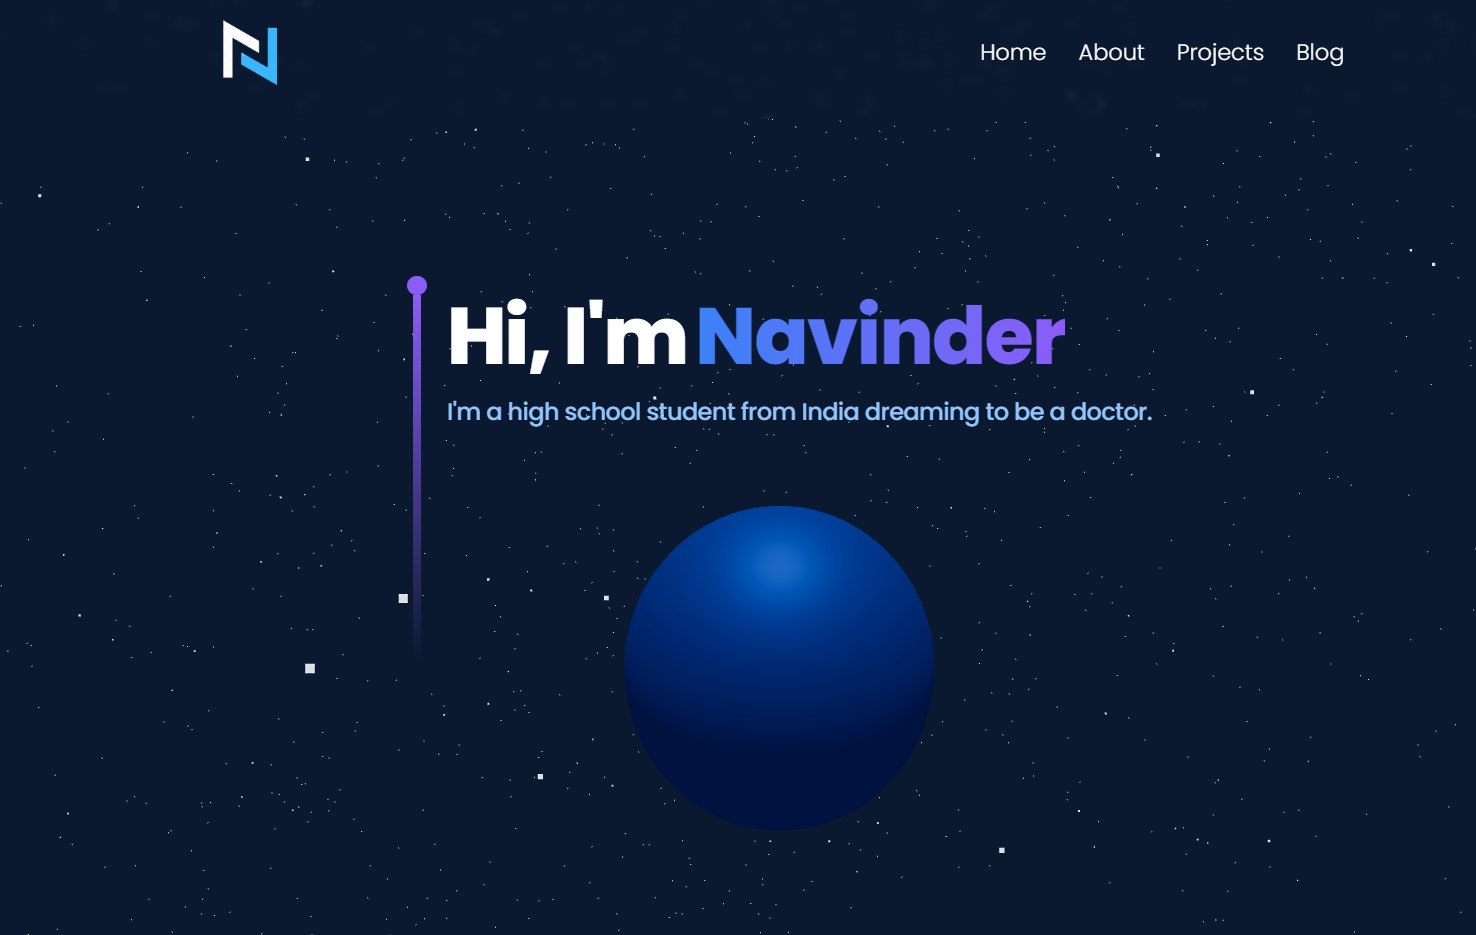 Home About Projects Blog
Hi, I'm Navinder
I'm a high school student from India dreaming to be a doctor.